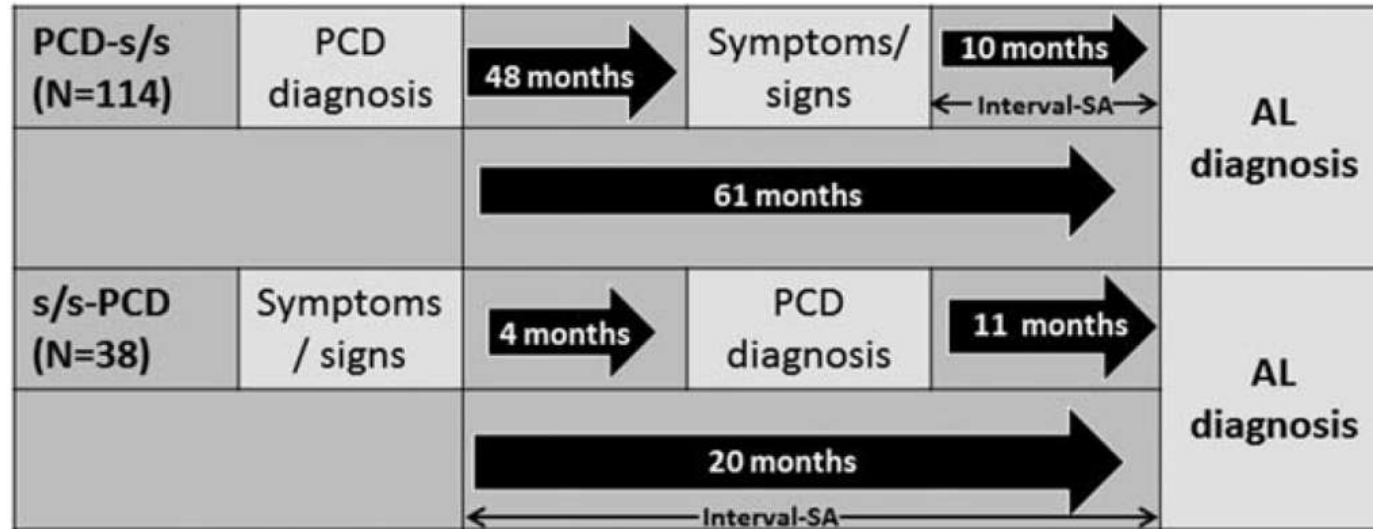 PCD-s/s
(N=114)
PCD
diagnosis
48 months
Symptoms/
signs
10 months
Interval-SA
AL
diagnosis
61 months
s/s-PCD
(N=38)
Symptoms
/ signs
4 months
PCD
diagnosis
11 months
AL
diagnosis
20 months
Interval-SA